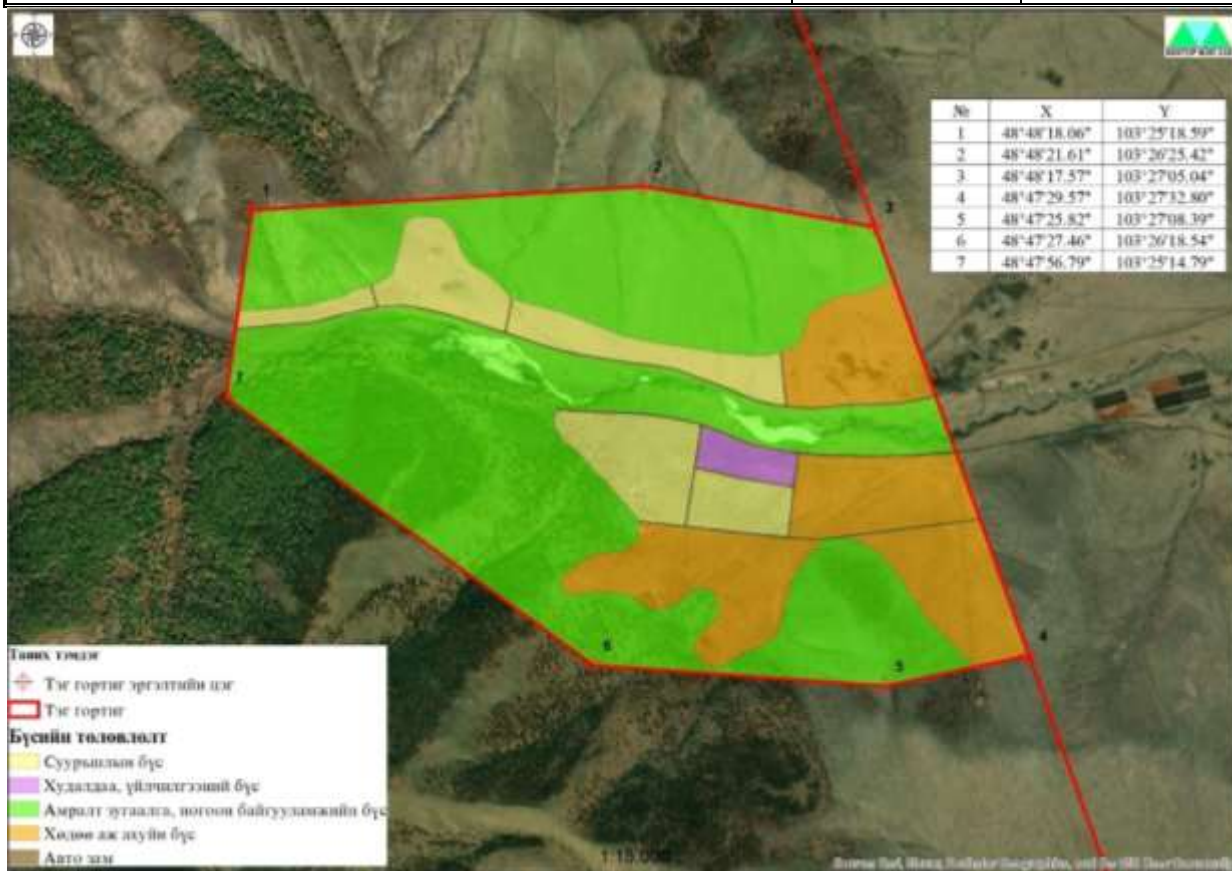 № X Y
1 48°48'18.06" 103°25'18.59"
2 48°48'21.61" 103°26'25.42"
3 48°48'17.57" 103°27'05.04"
4 48°47'29.57" 103°27'32.80"
5 48°47'25.82" 103°27'08.39"
6 48°47'27.46" 103°26'18.54"
7 48°47'56.79" 103°25'14.79"
1
2
3
7
4
6
5
Таних тэмдэг
Тэг гортиг эргэлтийн цэг
Тэг гортиг
Бүсийн төлөвлөлт
Суурьшлын бүс
Худалдаа, үйлчилгээний бүс
Амралт зугаалга, ногоон байгууламжийн бүс
Хөдөө аж ахуйн бүс
Авто зам
1:15 000